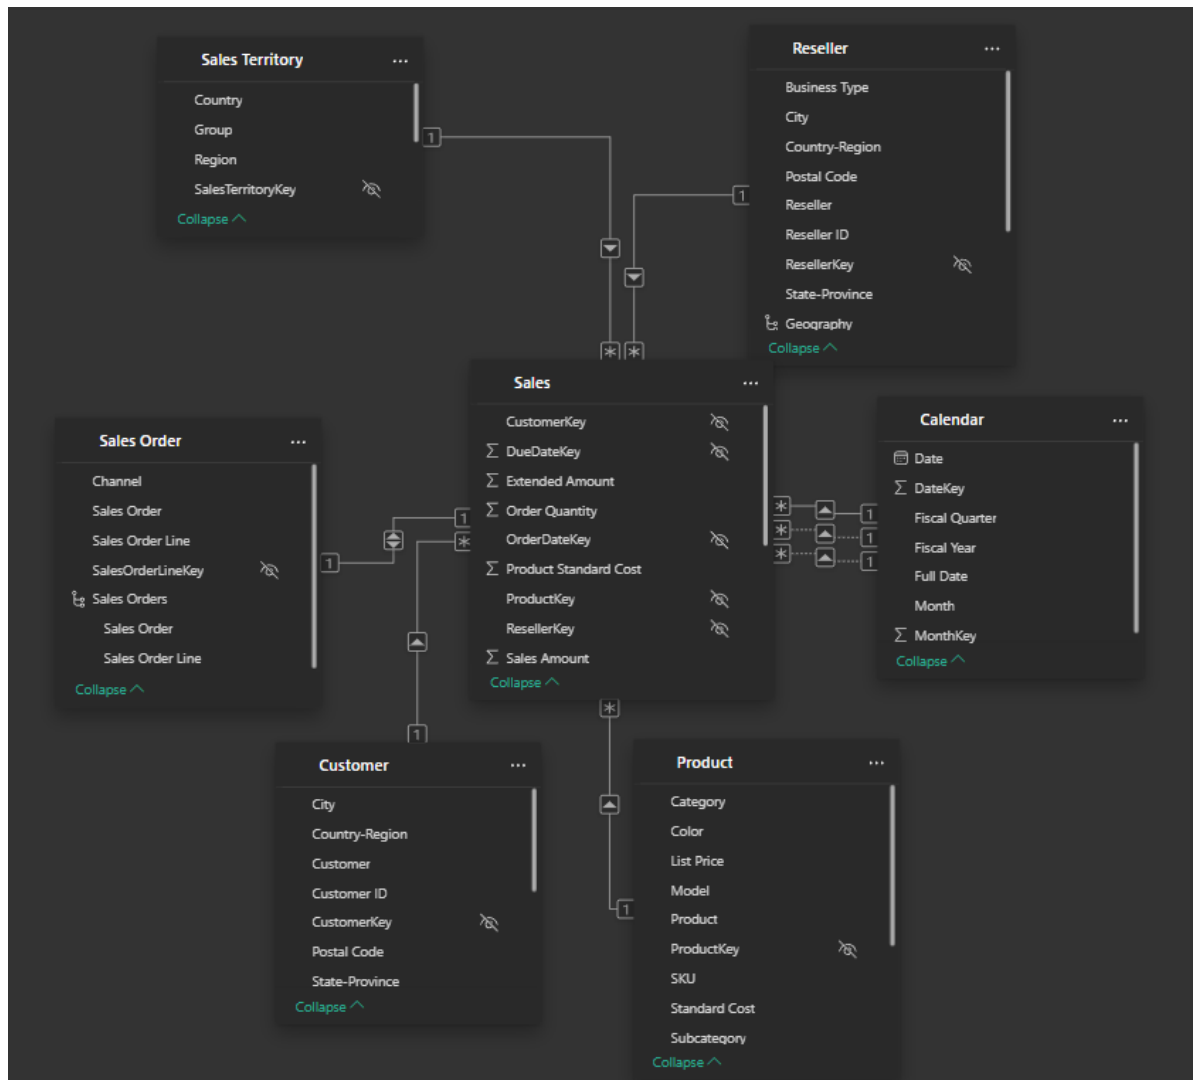 Sales Territory
Country
Group
Region
SalesTerritoryKey
Collapse
Reseller
Business Type
City
Country-Region
Postal Code
Reseller
Reseller ID
ResellerKey
State-Province
Geography
Collapse
1
1
*
*
Sales
CustomerKey
Σ DueDateKey
Σ Extended Amount
Σ Order Quantity
OrderDateKey
Σ Product Standard Cost
ProductKey
ResellerKey
Σ Sales Amount
Collapse
Sales Order
Channel
Sales Order
Sales Order Line
SalesOrderLineKey
Sales Orders
Sales Order
Sales Order Line
Collapse
1
1
*
1
Calendar
Date
Σ DateKey
Fiscal Quarter
Fiscal Year
Full Date
Month
Σ MonthKey
Collapse
* 1
* 1
* 1
Customer
City
Country-Region
Customer
Customer ID
CustomerKey
Postal Code
State-Province
Collapse
*
1
Product
Category
Color
List Price
Model
Product
ProductKey
SKU
Standard Cost
Subcategory
Collapse